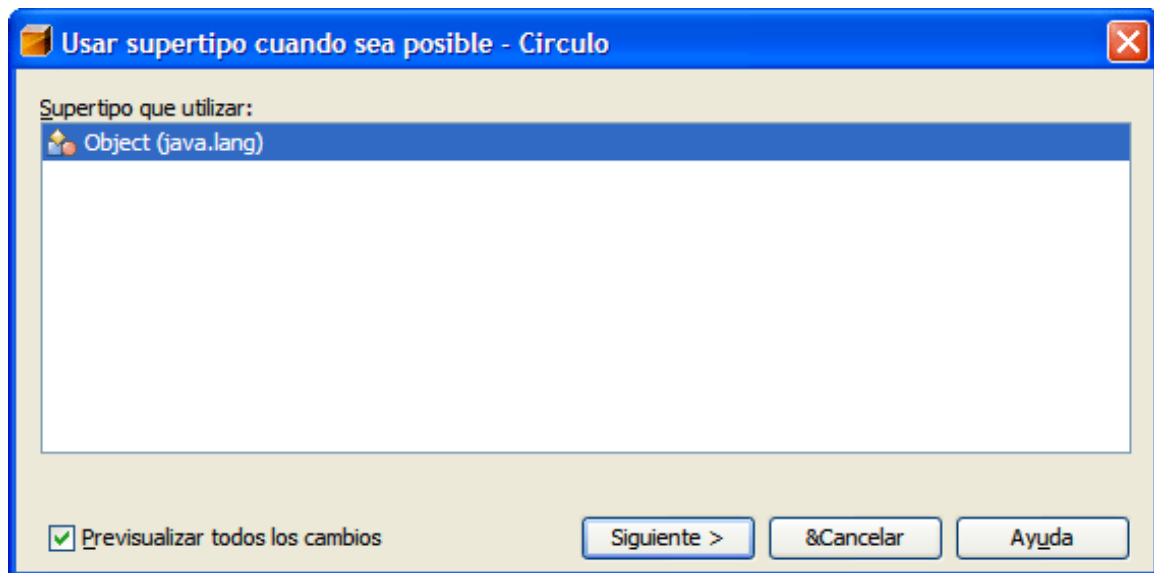 Usar supertipo cuando sea posible - Circulo
Supertipo que utilizar:
Object (java.lang)
Previsualizar todos los cambios
Siguiente >
&Cancelar
Ayuda